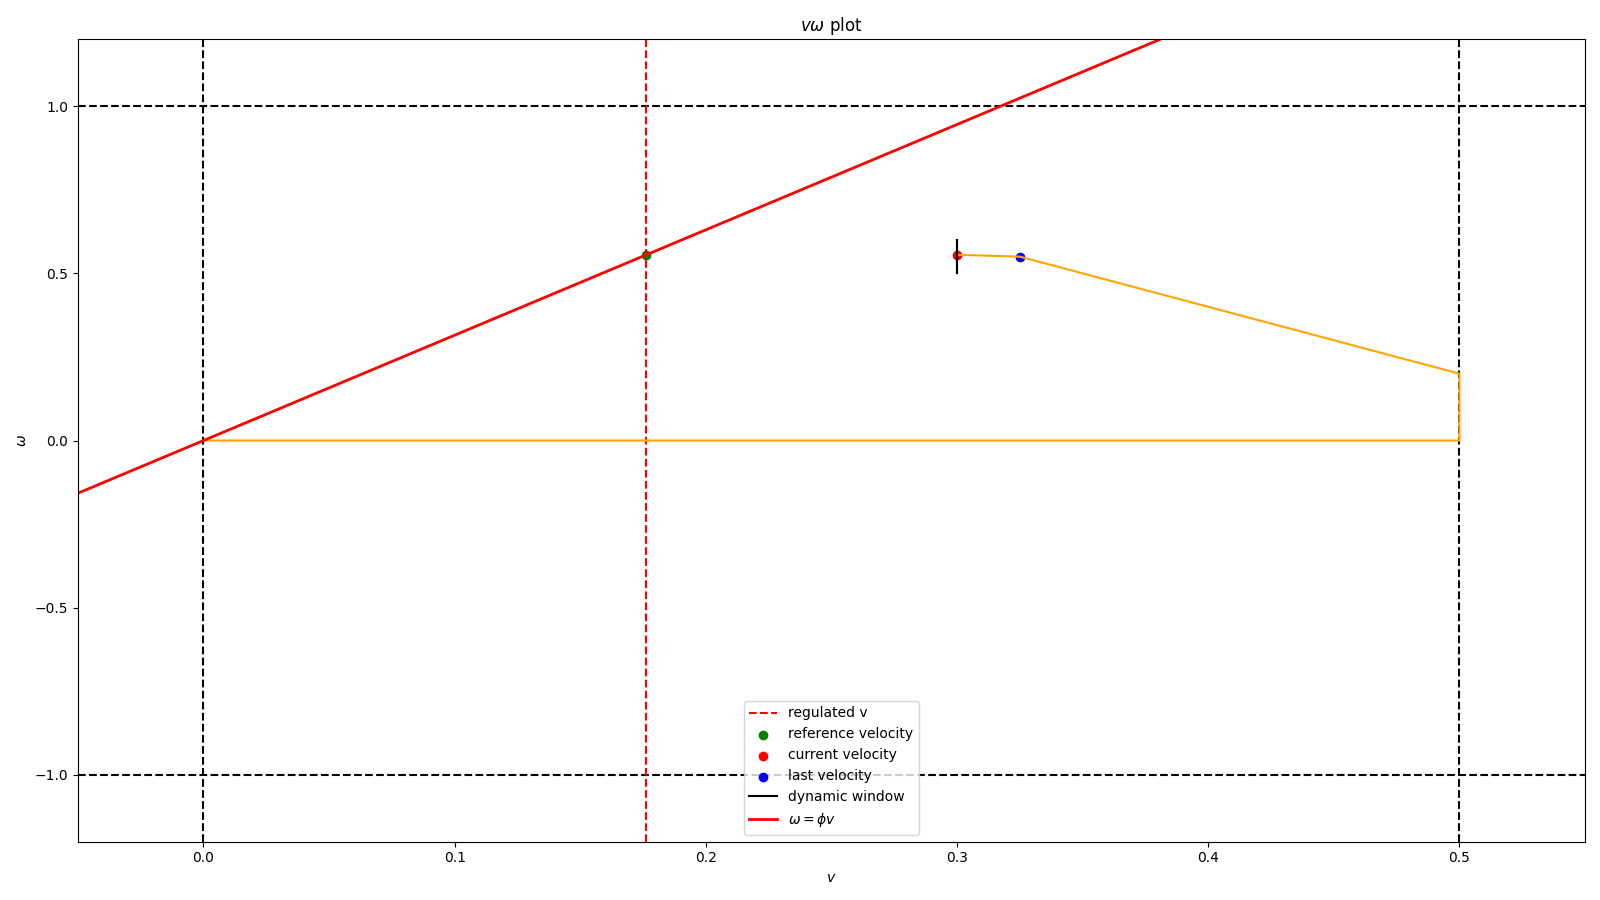 vω plot
1.0
0.5
0.0
−0.5
−1.0
ω
regulated v
reference velocity
current velocity
last velocity
dynamic window
ω = ϕv
0.0 0.1 0.2 0.3 0.4 0.5
v